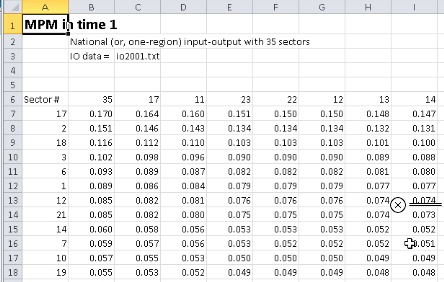 A B C D E F G H I
1 MPM in time 1
2 National (or, one-region) input-output with 35 sectors
3 IO data = io2001.txt
4
5
6 Sector # 35 17 11 23 22 12 13 14
7 17 0.170 0.164 0.160 0.151 0.150 0.150 0.148 0.147
8 2 0.151 0.146 0.143 0.134 0.134 0.134 0.132 0.131
9 18 0.116 0.112 0.110 0.103 0.103 0.103 0.101 0.100
10 3 0.102 0.098 0.096 0.090 0.090 0.090 0.089 0.088
11 6 0.093 0.089 0.087 0.082 0.082 0.082 0.081 0.080
12 1 0.089 0.086 0.084 0.079 0.079 0.079 0.077 0.077
13 12 0.085 0.082 0.081 0.076 0.076 0.076 0.074 0.074
14 21 0.085 0.082 0.080 0.075 0.075 0.075 0.074 0.073
15 14 0.060 0.058 0.056 0.053 0.053 0.053 0.052 0.052
16 7 0.059 0.057 0.056 0.053 0.052 0.052 0.052 0.051
17 10 0.057 0.055 0.053 0.050 0.050 0.050 0.049 0.049
18 19 0.055 0.053 0.052 0.049 0.049 0.049 0.048 0.048